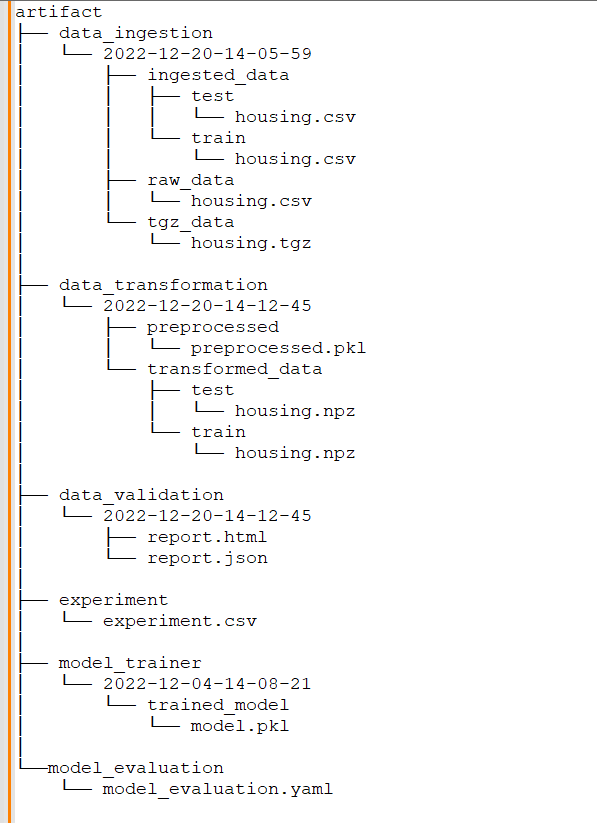 artifact
├── data_ingestion
│   └── 2022-12-20-14-05-59
│       ├── ingested_data
│       │   ├── test
│       │   │   └── housing.csv
│       │   └── train
│       │       └── housing.csv
│       ├── raw_data
│       │   └── housing.csv
│       └── tgz_data
│           └── housing.tgz
│
├── data_transformation
│   └── 2022-12-20-14-12-45
│       ├── preprocessed
│       │   └── preprocessed.pkl
│       └── transformed_data
│           ├── test
│           │   └── housing.npz
│           └── train
│               └── housing.npz
│
├── data_validation
│   └── 2022-12-20-14-12-45
│       ├── report.html
│       └── report.json
│
├── experiment
│   └── experiment.csv
│
├── model_trainer
│   └── 2022-12-04-14-08-21
│       └── trained_model
│           └── model.pkl
│
└──model_evaluation
    └── model_evaluation.yaml